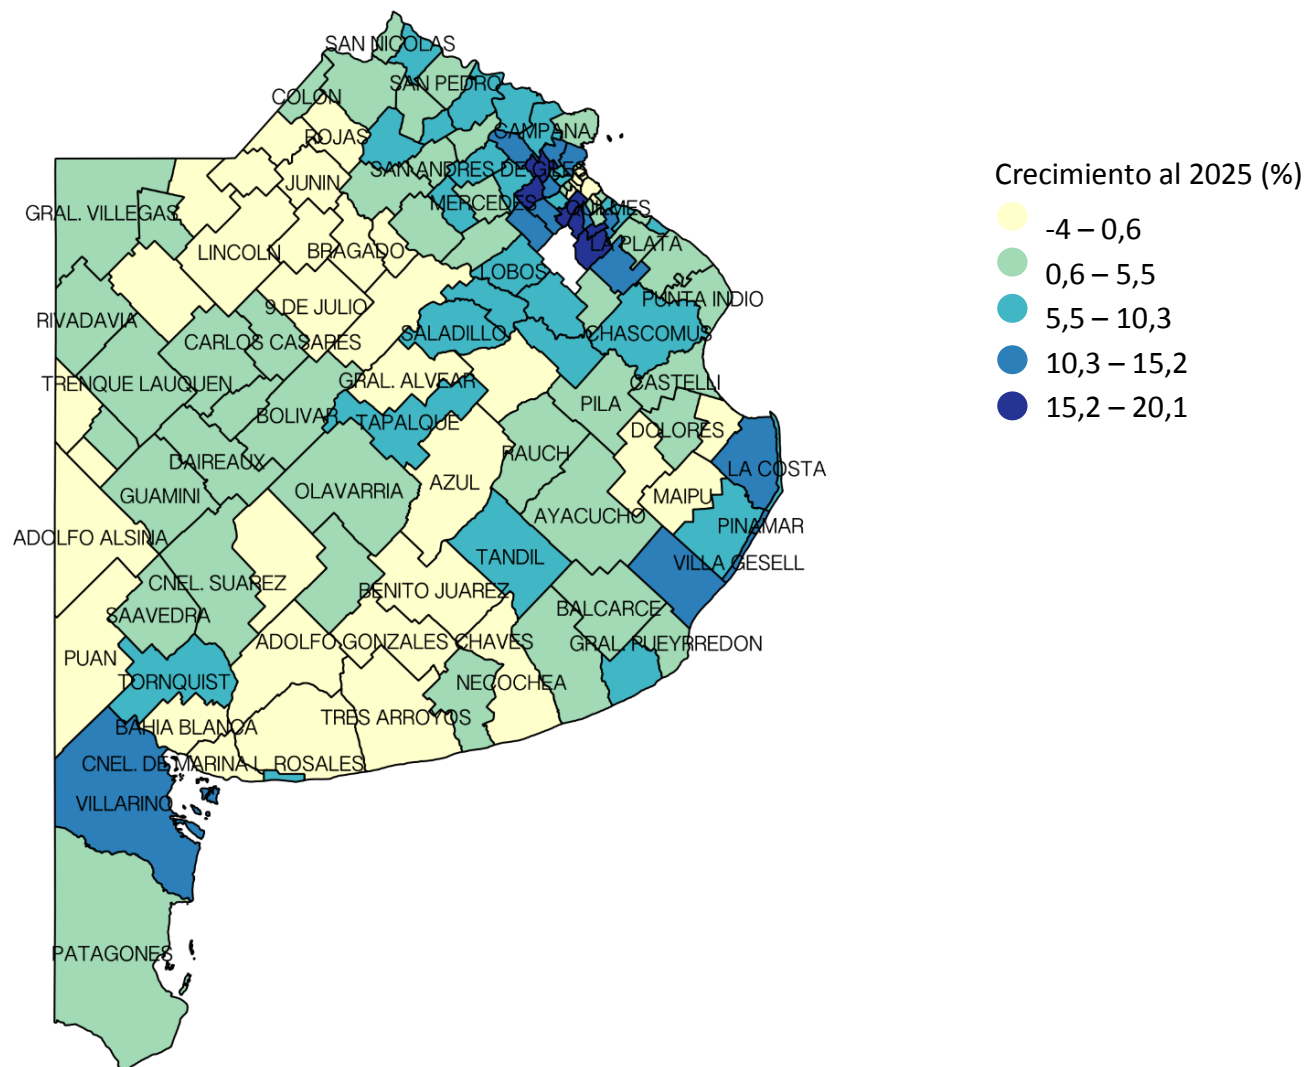 SAN NICOLAS
SAN PEDRO
COLON
CAMPANA
ROJAS
SAN ANDRES DE GILES
JUNIN
MERCEDES
QUILMES
GRAL. VILLEGAS
LA PLATA
LINCOLN
BRAGADO
LOBOS
PUNTA INDIO
9 DE JULIO
RIVADAVIA
SALADILLO
CHASCOMUS
CARLOS CASARES
TRENQUE LAUQUEN
GRAL. ALVEAR
CASTELLI
PILA
BOLIVAR
TAPALQUE
DOLORES
RAUCH
DAIREAUX
LA COSTA
AZUL
OLAVARRIA
GUAMINI
MAIPU
AYACUCHO
PINAMAR
ADOLFO ALSINA
TANDIL
VILLA GESELL
CNEL. SUAREZ
BENITO JUAREZ
BALCARCE
SAAVEDRA
ADOLFO GONZALES CHAVES
GRAL. PUEYRREDON
PUAN
TORNQUIST
NECOCHEA
TRES ARROYOS
BAHIA BLANCA
CNEL. DE MARINA L. ROSALES
VILLARINO
PATAGONES
Crecimiento al 2025 (%)
-4 – 0,6
0,6 – 5,5
5,5 – 10,3
10,3 – 15,2
15,2 – 20,1